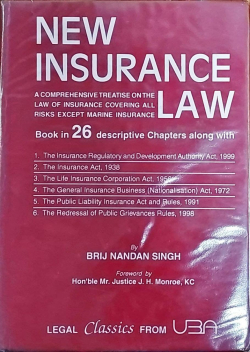 NEW
INSURANCE
A COMPREHENSIVE TREATISE ON THE
LAW OF INSURANCE COVERING ALL
RISKS EXCEPT MARINE INSURANCE
LAW
Book in 26 descriptive Chapters along with
1. The Insurance Regulatory and Development Authority Act, 1999
2. The Insurance Act, 1938
3. The Life Insurance Corporation Act, 1956
4. The General Insurance Business (Nationalisation) Act, 1972
5. The Public Liability Insurance Act and Rules, 1991
6. The Redressal of Public Grievances Rules, 1998
By
BRIJ NANDAN SINGH
Foreword by
Hon'ble Mr. Justice J. H. Monroe, KC
LEGAL Classics FROM UBA